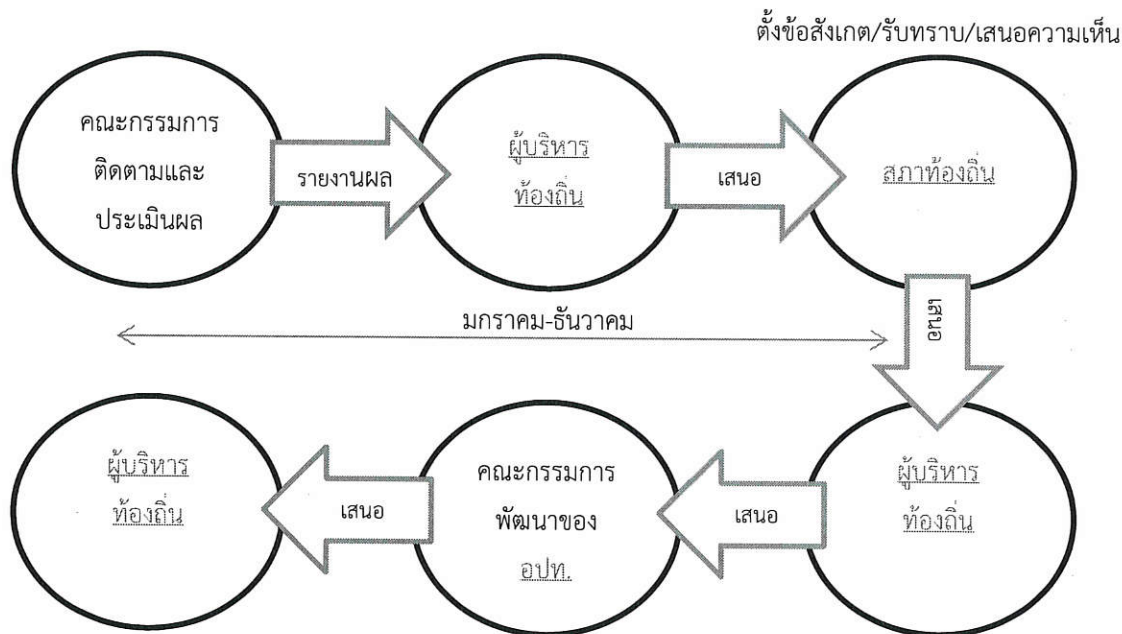 ตั้งข้อสังเกต/รับทราบ/เสนอความเห็น
คณะกรรมการ
ติดตามและ
ประเมินผล
รายงานผล
ผู้บริหาร
ท้องถิ่น
เสนอ
สภาท้องถิ่น
เสนอ
มกราคม-ธันวาคม
ผู้บริหาร
ท้องถิ่น
เสนอ
คณะกรรมการ
พัฒนาของ
อปท.
เสนอ
ผู้บริหาร
ท้องถิ่น